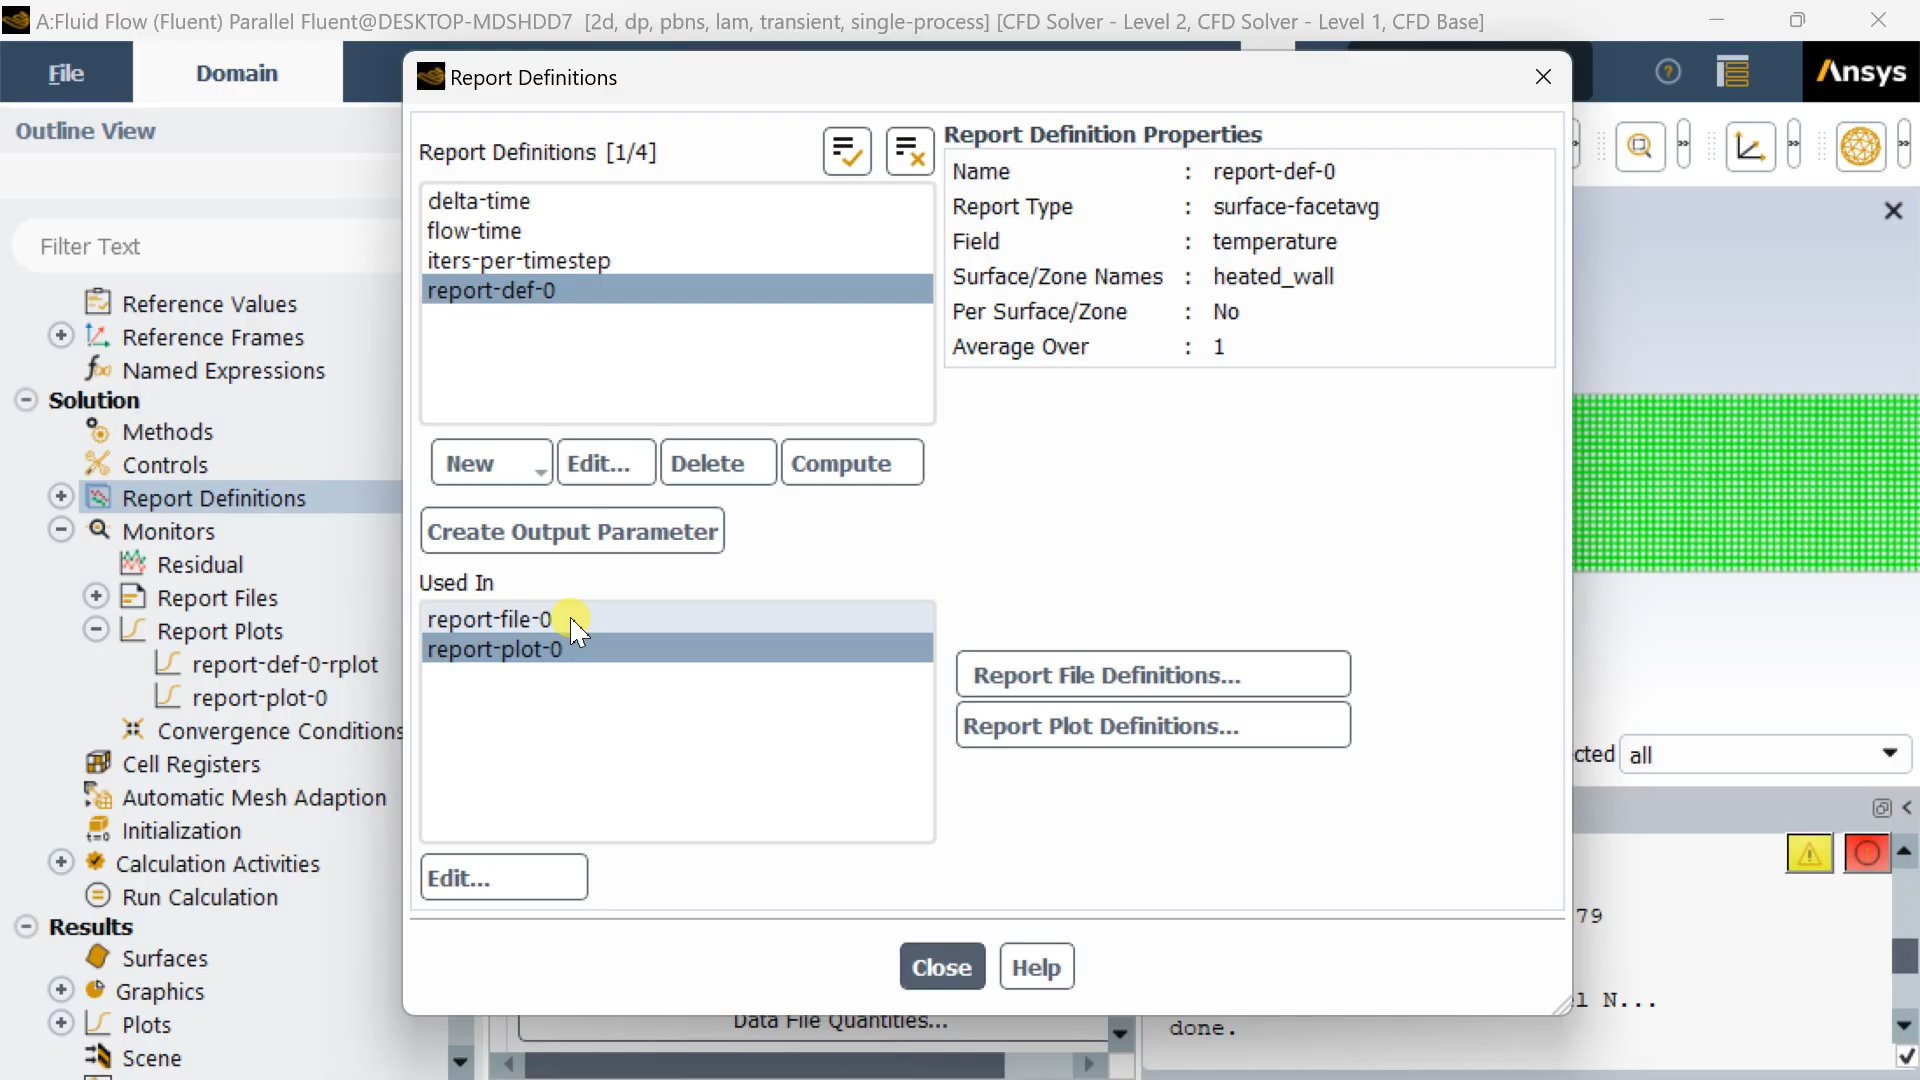 A:Fluid Flow (Fluent) Parallel Fluent@DESKTOP-MDSHDD7 [2d, dp, pbns, lam, transient, single-process] [CFD Solver - Level 2, CFD Solver - Level 1, CFD Base]
File
Domain
Ansys
Outline View
Filter Text
Reference Values
Reference Frames
Named Expressions
Solution
Methods
Controls
Report Definitions
Monitors
Residual
Report Files
Report Plots
report-def-0-rplot
report-plot-0
Convergence Conditions
Cell Registers
Automatic Mesh Adaption
Initialization
Calculation Activities
Run Calculation
Results
Surfaces
Graphics
Plots
Scene
Report Definitions
Report Definitions [1/4]
delta-time
flow-time
iters-per-timestep
report-def-0
New
Edit...
Delete
Compute
Create Output Parameter
Used In
report-file-0
report-plot-0
Edit...
Report Definition Properties
Name : report-def-0
Report Type : surface-facetavg
Field : temperature
Surface/Zone Names : heated_wall
Per Surface/Zone : No
Average Over : 1
Report File Definitions...
Report Plot Definitions...
Close
Help
Data File Quantities...
cted
all
79
l N...
done.